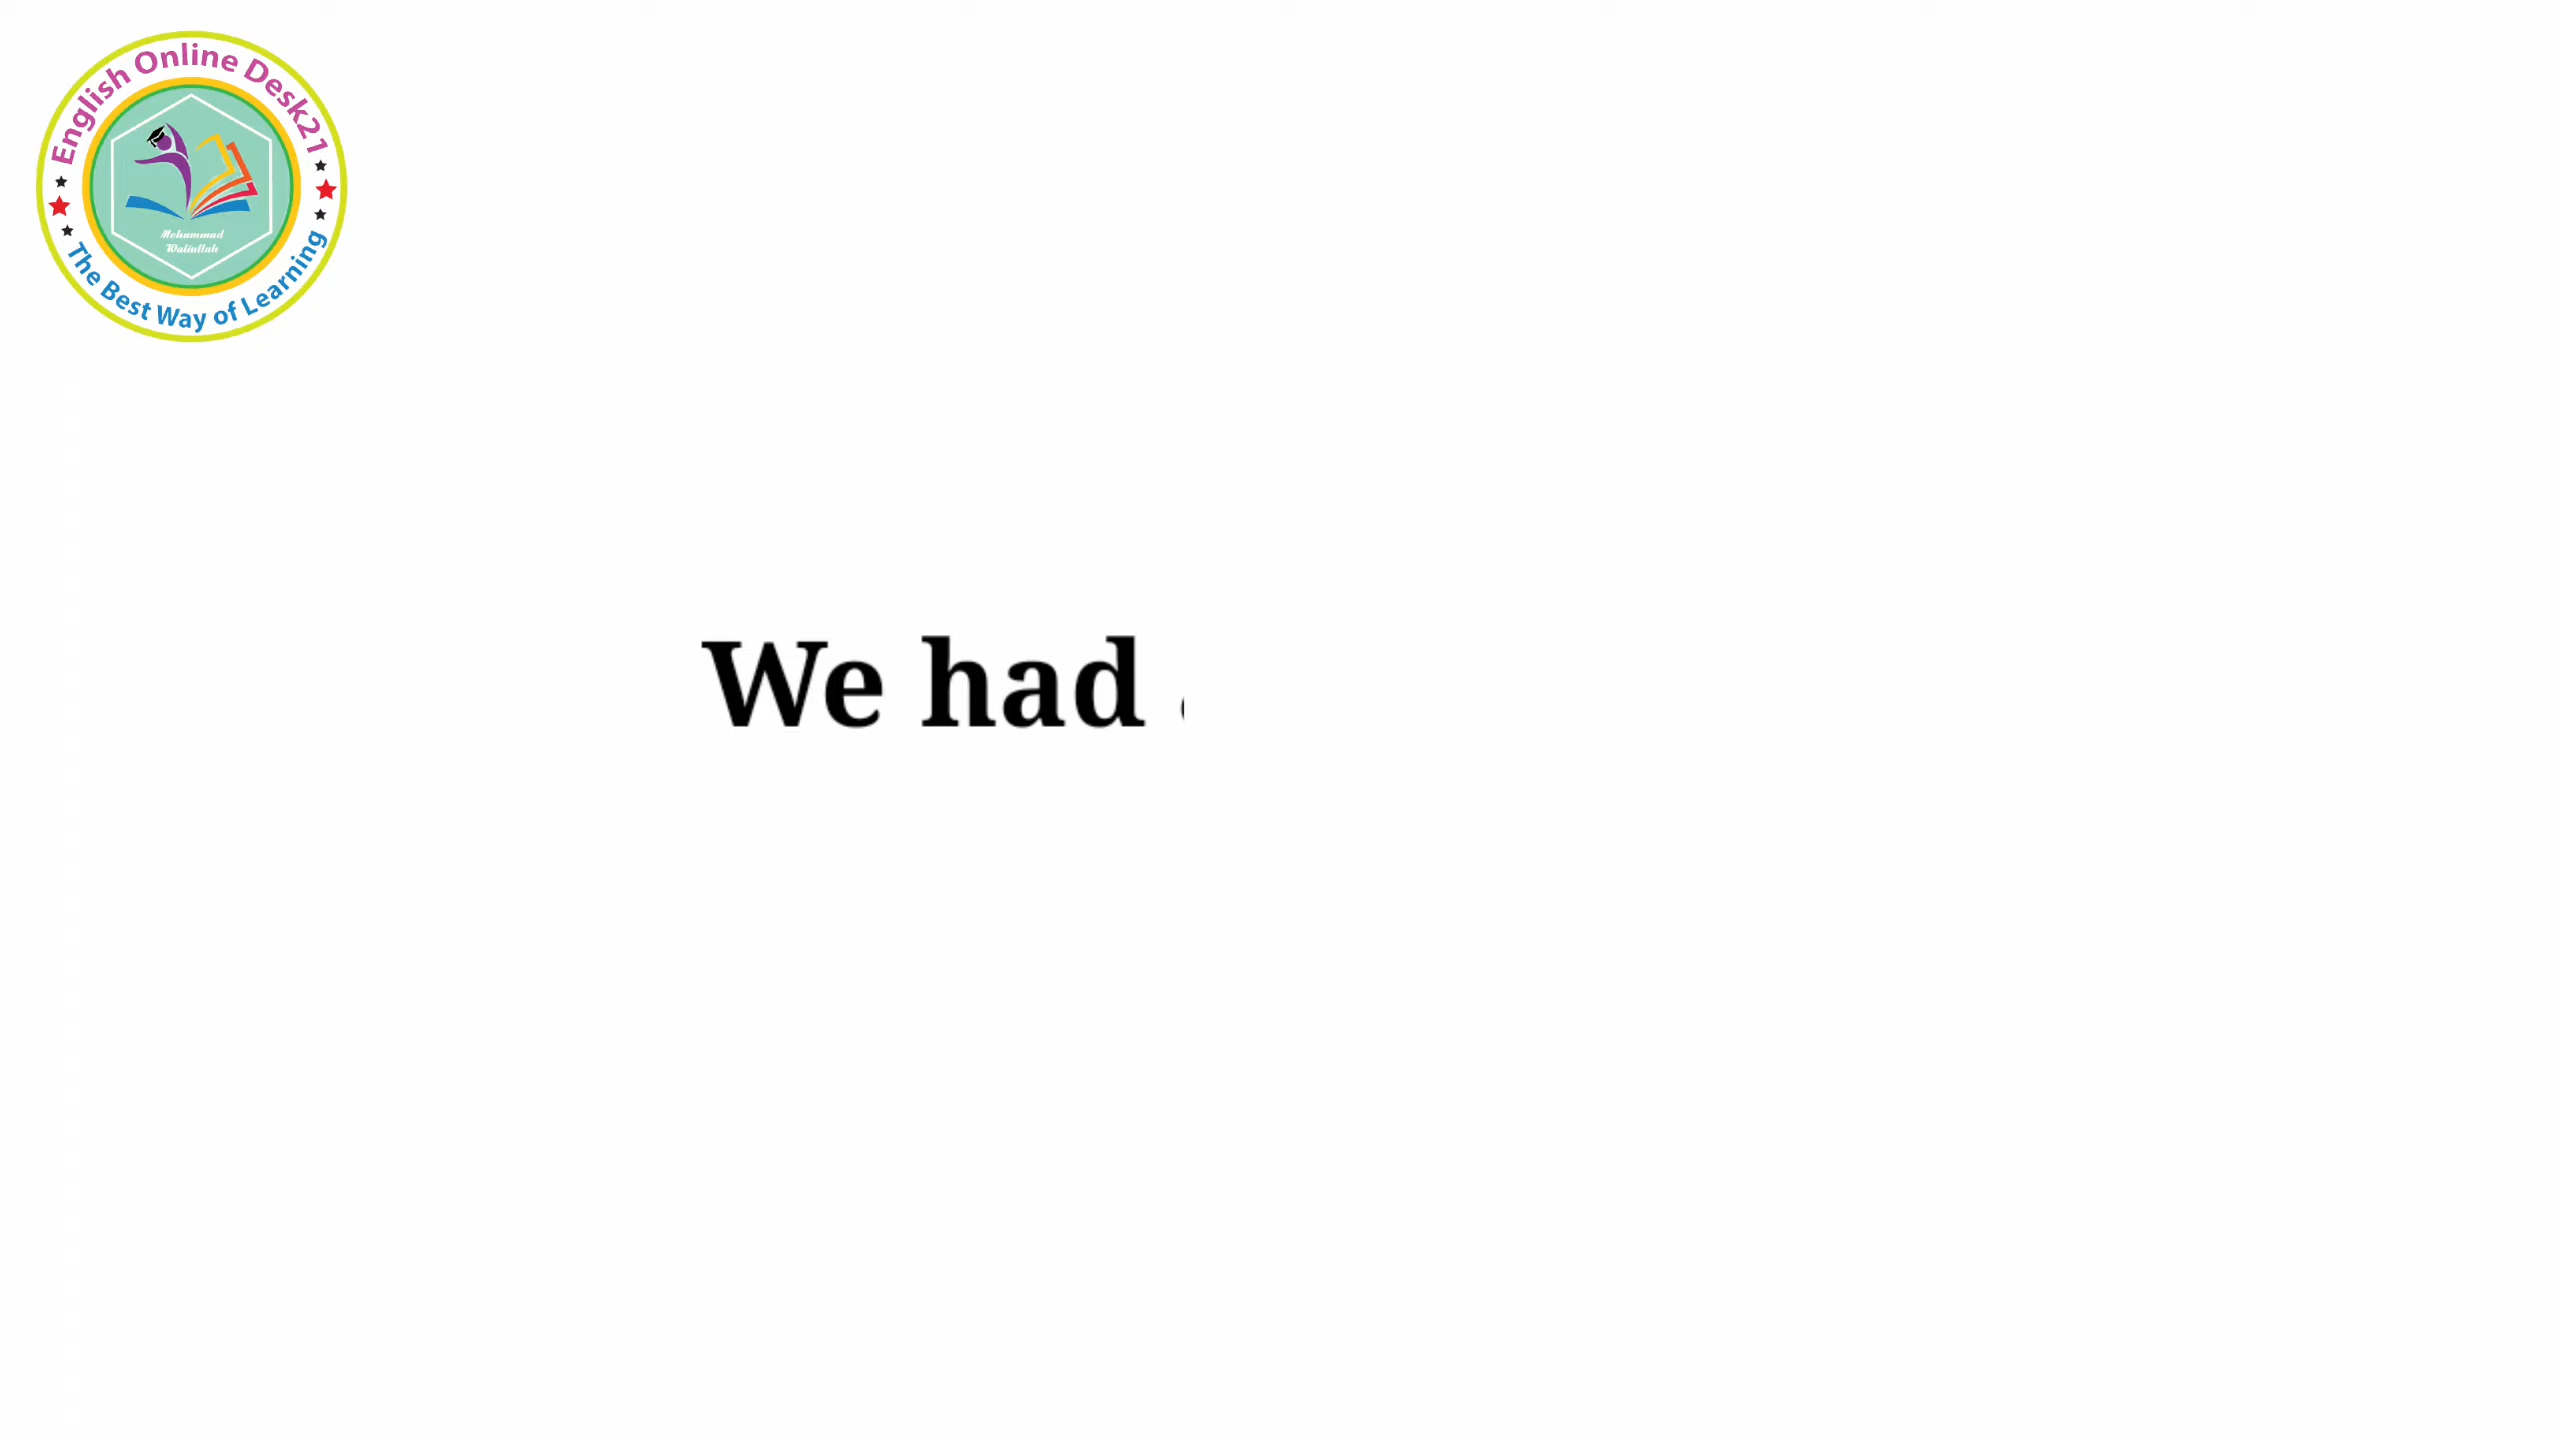 English Online Desk21
Mohammad
Waliullah
The Best Way of Learning
We had